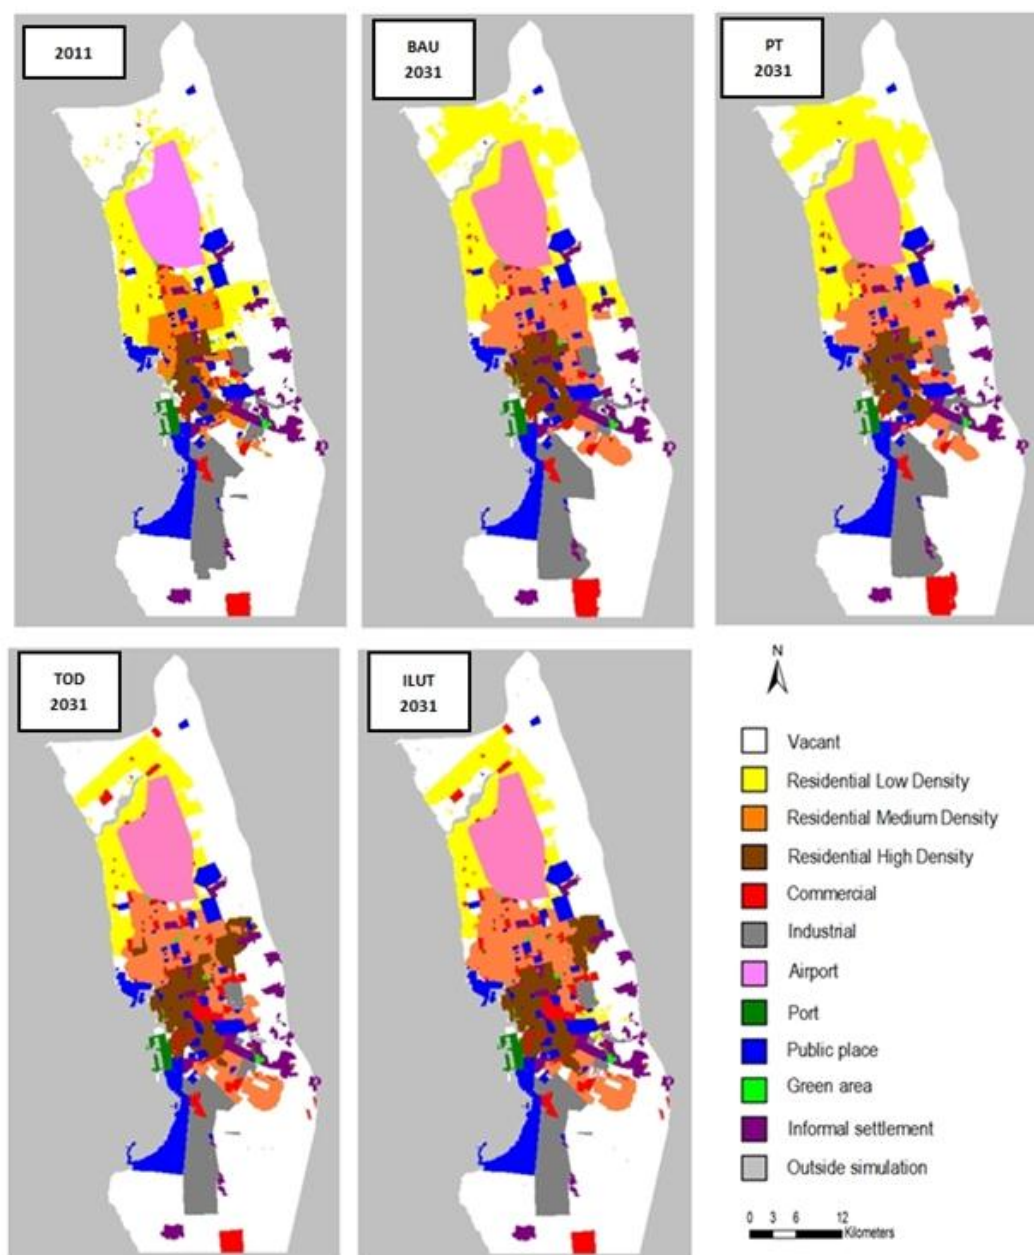 2011
BAU
2031
PT
2031
TOD
2031
ILUT
2031
N
Vacant
Residential Low Density
Residential Medium Density
Residential High Density
Commercial
Industrial
Airport
Port
Public place
Green area
Informal settlement
Outside simulation
0 3 6 12
Kilometers